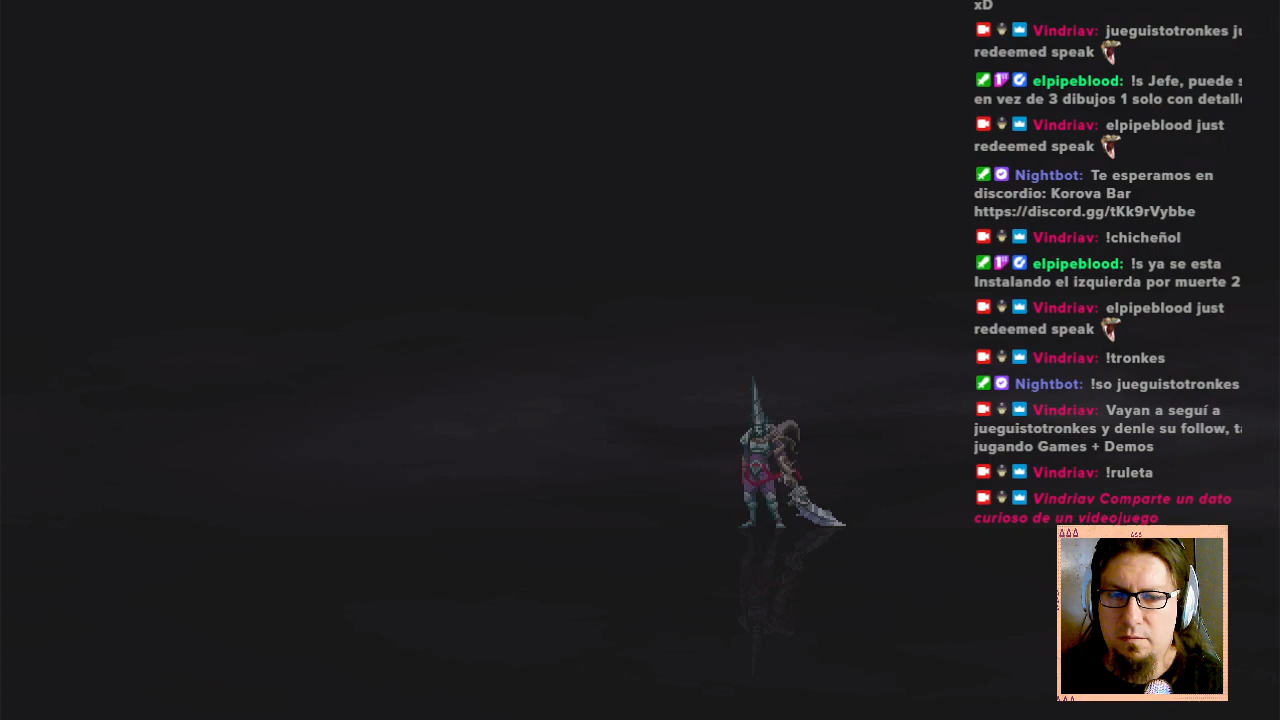 xD
Vindriav: jueguistotronkes ju
redeemed speak
elpipeblood: !s Jefe, puede s
en vez de 3 dibujos 1 solo con detall
Vindriav: elpipeblood just
redeemed speak
Nightbot: Te esperamos en
discordio: Korova Bar
https://discord.gg/tKk9rVybbe
Vindriav: !chicheñol
elpipeblood: !s ya se esta
Instalando el izquierda por muerte 2
Vindriav: elpipeblood just
redeemed speak
Vindriav: !tronkes
Nightbot: !so jueguistotronkes
Vindriav: Vayan a seguí a
jueguistotronkes y denle su follow, ta
jugando Games + Demos
Vindriav: !ruleta
Vindriav Comparte un dato
curioso de un videojuego